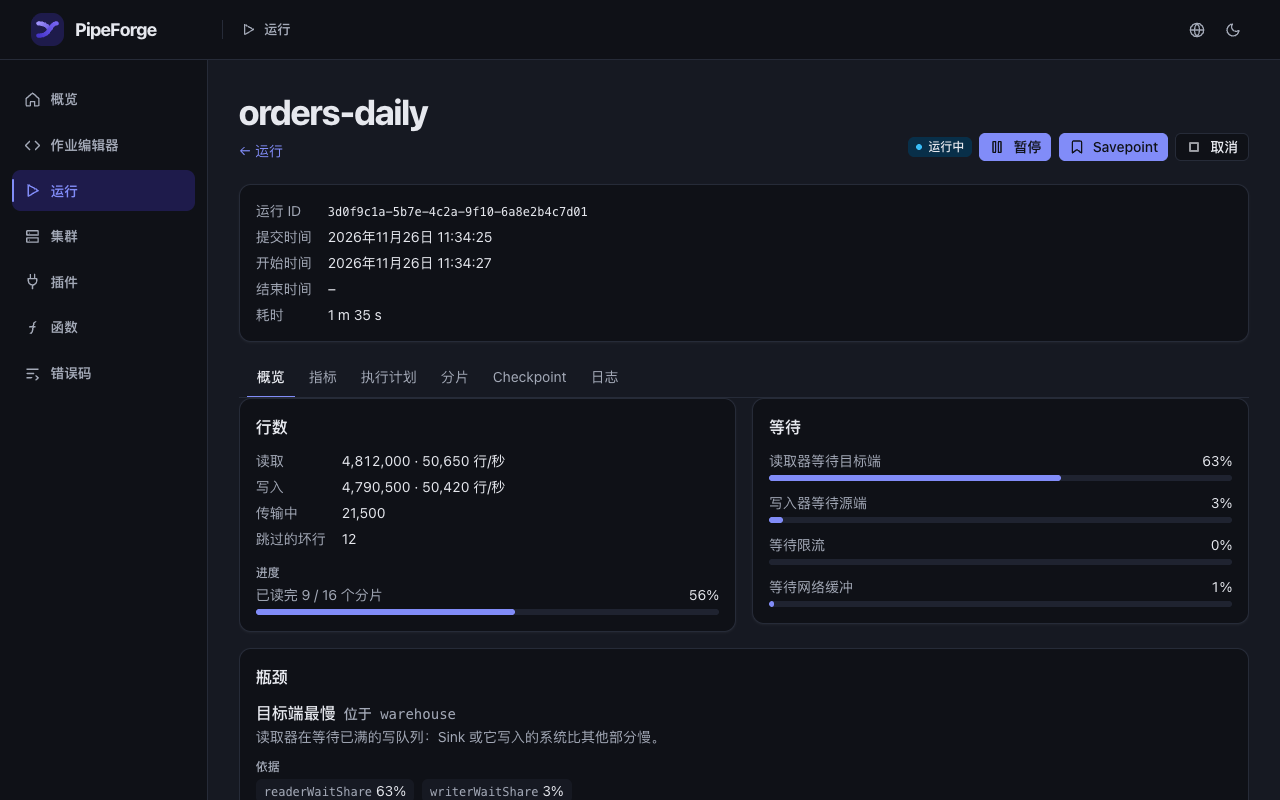 PipeForge
运行
概览
作业编辑器
运行
集群
插件
函数
错误码
orders-daily
← 运行
运行中
暂停
Savepoint
取消
运行 ID 3d0f9c1a-5b7e-4c2a-9f10-6a8e2b4c7d01
提交时间 2026年11月26日 11:34:25
开始时间 2026年11月26日 11:34:27
结束时间 –
耗时 1 m 35 s
概览 指标 执行计划 分片 Checkpoint 日志
行数
读取 4,812,000 · 50,650 行/秒
写入 4,790,500 · 50,420 行/秒
传输中 21,500
跳过的坏行 12
进度
已读完 9 / 16 个分片 56%
等待
读取器等待目标端 63%
写入器等待源端 3%
等待限流 0%
等待网络缓冲 1%
瓶颈
目标端最慢 位于 warehouse
读取器在等待已满的写队列：Sink 或它写入的系统比其他部分慢。
依据
readerWaitShare 63% writerWaitShare 3%